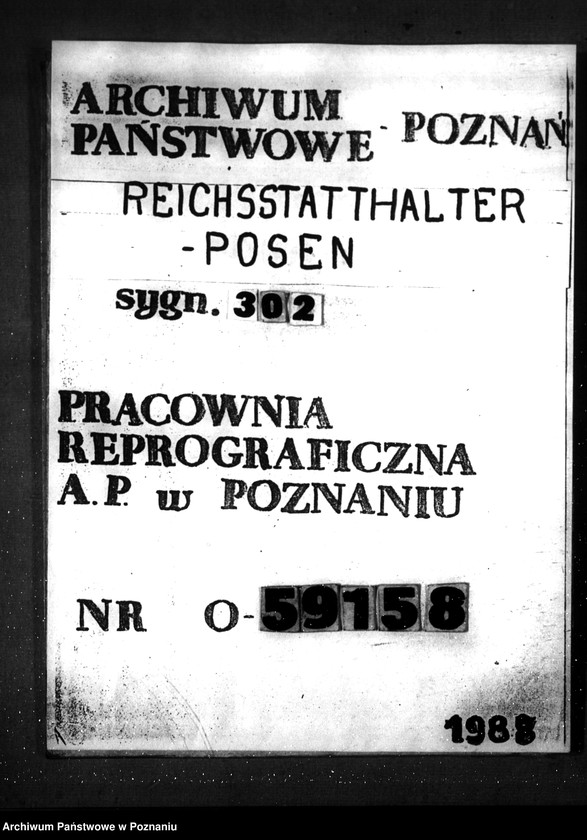 ARCHIWUM
PAŃSTWOWE - POZNAŃ
REICHSSTATTHALTER
-POSEN
sygn. 302
PRACOWNIA
REPROGRAFICZNA
A.P. w POZNANIU
NR O-59158
1988
Archiwum Państwowe w Poznaniu